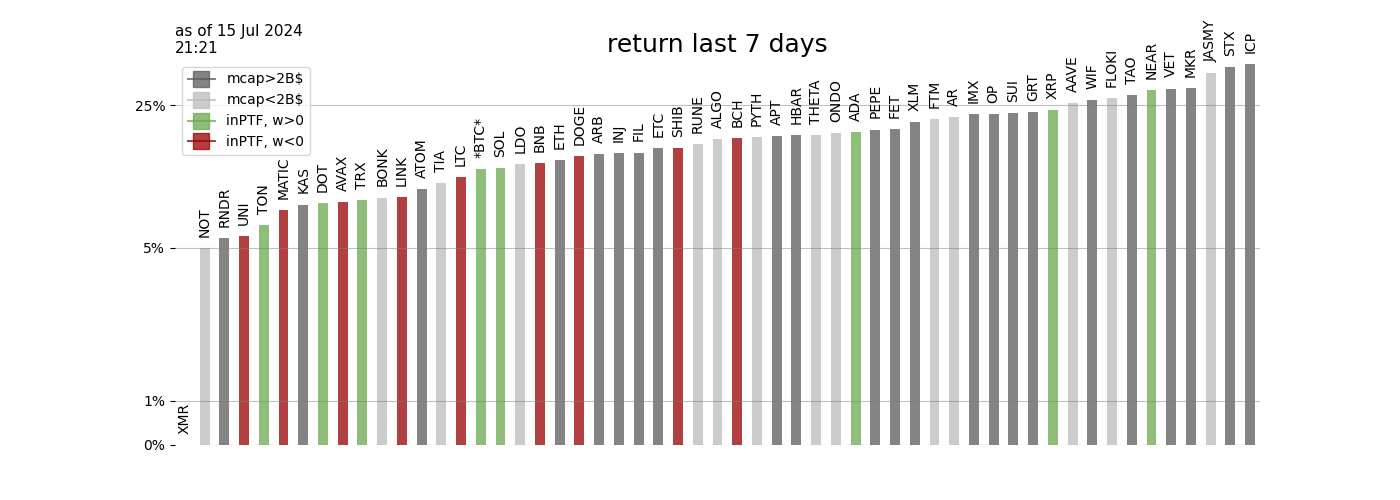 as of 15 Jul 2024
21:21
return last 7 days
mcap>2B$
mcap<2B$
inPTF, w>0
inPTF, w<0
25%
5%
1%
0%
XMR
NOT
RNDR
UNI
TON
MATIC
KAS
DOT
AVAX
TRX
BONK
LINK
ATOM
TIA
LTC
*BTC*
SOL
LDO
BNB
ETH
DOGE
ARB
INJ
FIL
ETC
SHIB
RUNE
ALGO
BCH
PYTH
APT
HBAR
THETA
ONDO
ADA
PEPE
FET
XLM
FTM
AR
IMX
OP
SUI
GRT
XRP
AAVE
WIF
FLOKI
TAO
NEAR
VET
MKR
JASMY
STX
ICP